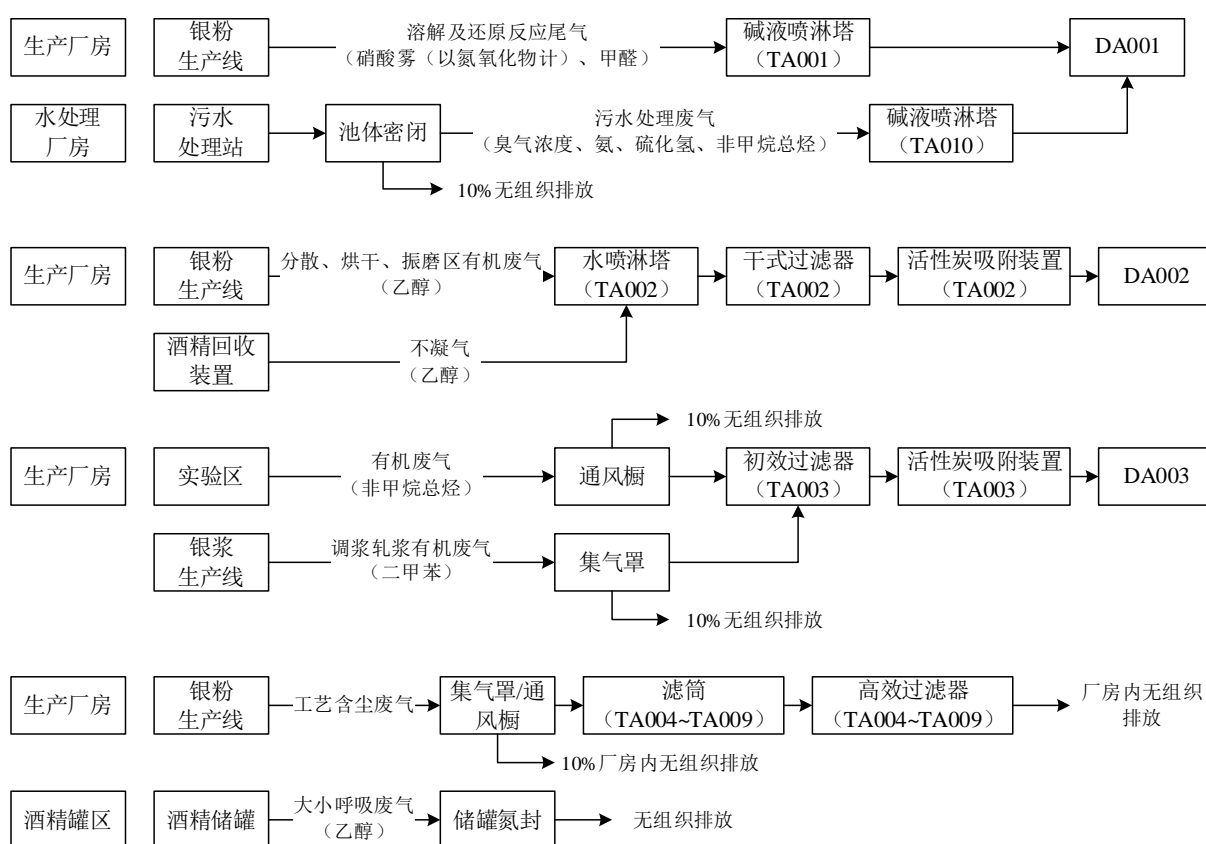 生产厂房
银粉
生产线
溶解及还原反应尾气
（硝酸雾（以氮氧化物计）、甲醛）
碱液喷淋塔
（TA001）
DA001
水处理
厂房
污水
处理站
池体密闭
污水处理废气
（臭气浓度、氨、硫化氢、非甲烷总烃）
碱液喷淋塔
（TA010）
10%无组织排放
生产厂房
银粉
生产线
分散、烘干、振磨区有机废气
（乙醇）
水喷淋塔
（TA002）
干式过滤器
（TA002）
活性炭吸附装置
（TA002）
DA002
酒精回收
装置
不凝气
（乙醇）
10%无组织排放
生产厂房
实验区
有机废气
（非甲烷总烃）
通风橱
初效过滤器
（TA003）
活性炭吸附装置
（TA003）
DA003
银浆
生产线
调浆轧浆有机废气
（二甲苯）
集气罩
10%无组织排放
生产厂房
银粉
生产线
工艺含尘废气
集气罩/通
风橱
滤筒
（TA004~TA009）
高效过滤器
（TA004~TA009）
厂房内无组织
排放
10%厂房内无组织排放
酒精罐区
酒精储罐
大小呼吸废气
（乙醇）
储罐氮封
无组织排放